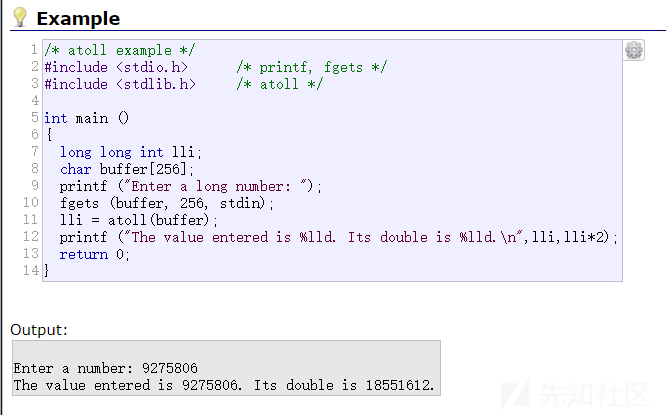 Example
1 /* atoll example */
2 #include <stdio.h> /* printf, fgets */
3 #include <stdlib.h> /* atoll */
4
5 int main ()
6 {
7 long long int lli;
8 char buffer[256];
9 printf ("Enter a long number: ");
10 fgets (buffer, 256, stdin);
11 lli = atoll(buffer);
12 printf ("The value entered is %lld. Its double is %lld.\n",lli,lli*2);
13 return 0;
14 }
Output:
Enter a number: 9275806
The value entered is 9275806. Its double is 18551612.
先知社区